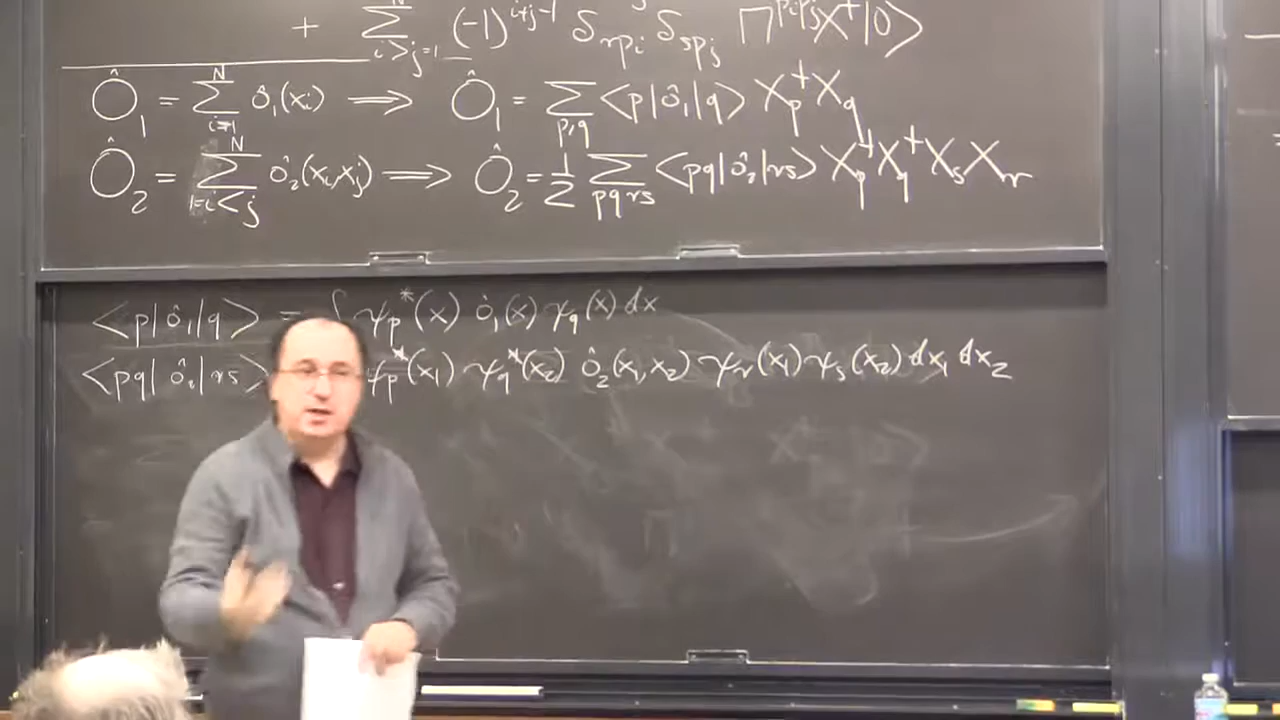 + Σ_{i>j=1}^{N} (-1)^{i+j-1} δ_{rp_i} δ_{sp_j} Π^{p_i p_j} X^+|0>
Ô_1 = Σ_{i=1}^{N} ô_1(x_i) ⟹ Ô_1 = Σ_{p,q} <p|ô_1|q> X_p^+ X_q
Ô_2 = Σ_{1=i<j}^{N} ô_2(x_i,x_j) ⟹ Ô_2 = 1/2 Σ_{pqrs} <pq|ô_2|rs> X_p^+ X_q^+ X_s X_r
<p|ô_1|q> = ∫ ψ_p^*(x) ô_1(x) ψ_q(x) dx
<pq|ô_2|rs> ψ_p^*(x_1) ψ_q^*(x_2) ô_2(x_1,x_2) ψ_r(x_1) ψ_s(x_2) dx_1 dx_2